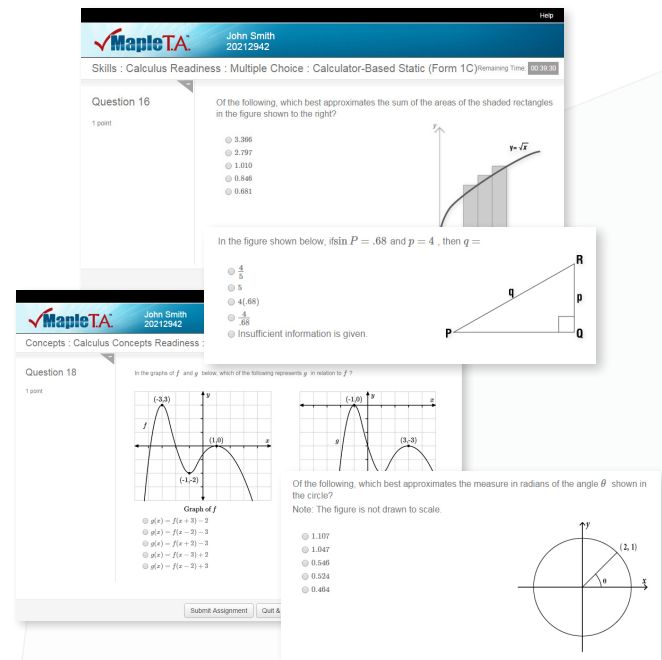 Help
MapleT.A.
John Smith
20212942
Skills : Calculus Readiness : Multiple Choice : Calculator-Based Static (Form 1C)
Remaining Time: 00:39:30
Question 16
1 point
Of the following, which best approximates the sum of the areas of the shaded rectangles
in the figure shown to the right?
3.366
2.797
1.010
0.846
0.681
y
y= √x
In the figure shown below, ifsin P = .68 and p = 4 , then q =
4/5
5
4(.68)
4/.68
Insufficient information is given.
R
q
p
P
Q
MapleT.A.
John Smith
20212942
Concepts : Calculus Concepts Readiness :
Question 18
1 point
In the graphs of f and g below, which of the following represents g in relation to f ?
(-3,3)
y
f
(1,0)
x
(-1,-2)
Graph of f
(-1,0)
y
x
g
(3,-3)
g(x) = f(x + 3) − 2
g(x) = f(x − 2) − 3
g(x) = f(x + 2) − 3
g(x) = f(x − 3) + 2
g(x) = f(x − 2) + 3
Submit Assignment
Quit &
Of the following, which best approximates the measure in radians of the angle θ shown in
the circle?
Note: The figure is not drawn to scale.
1.107
1.047
0.546
0.524
0.464
y
(2, 1)
θ
x